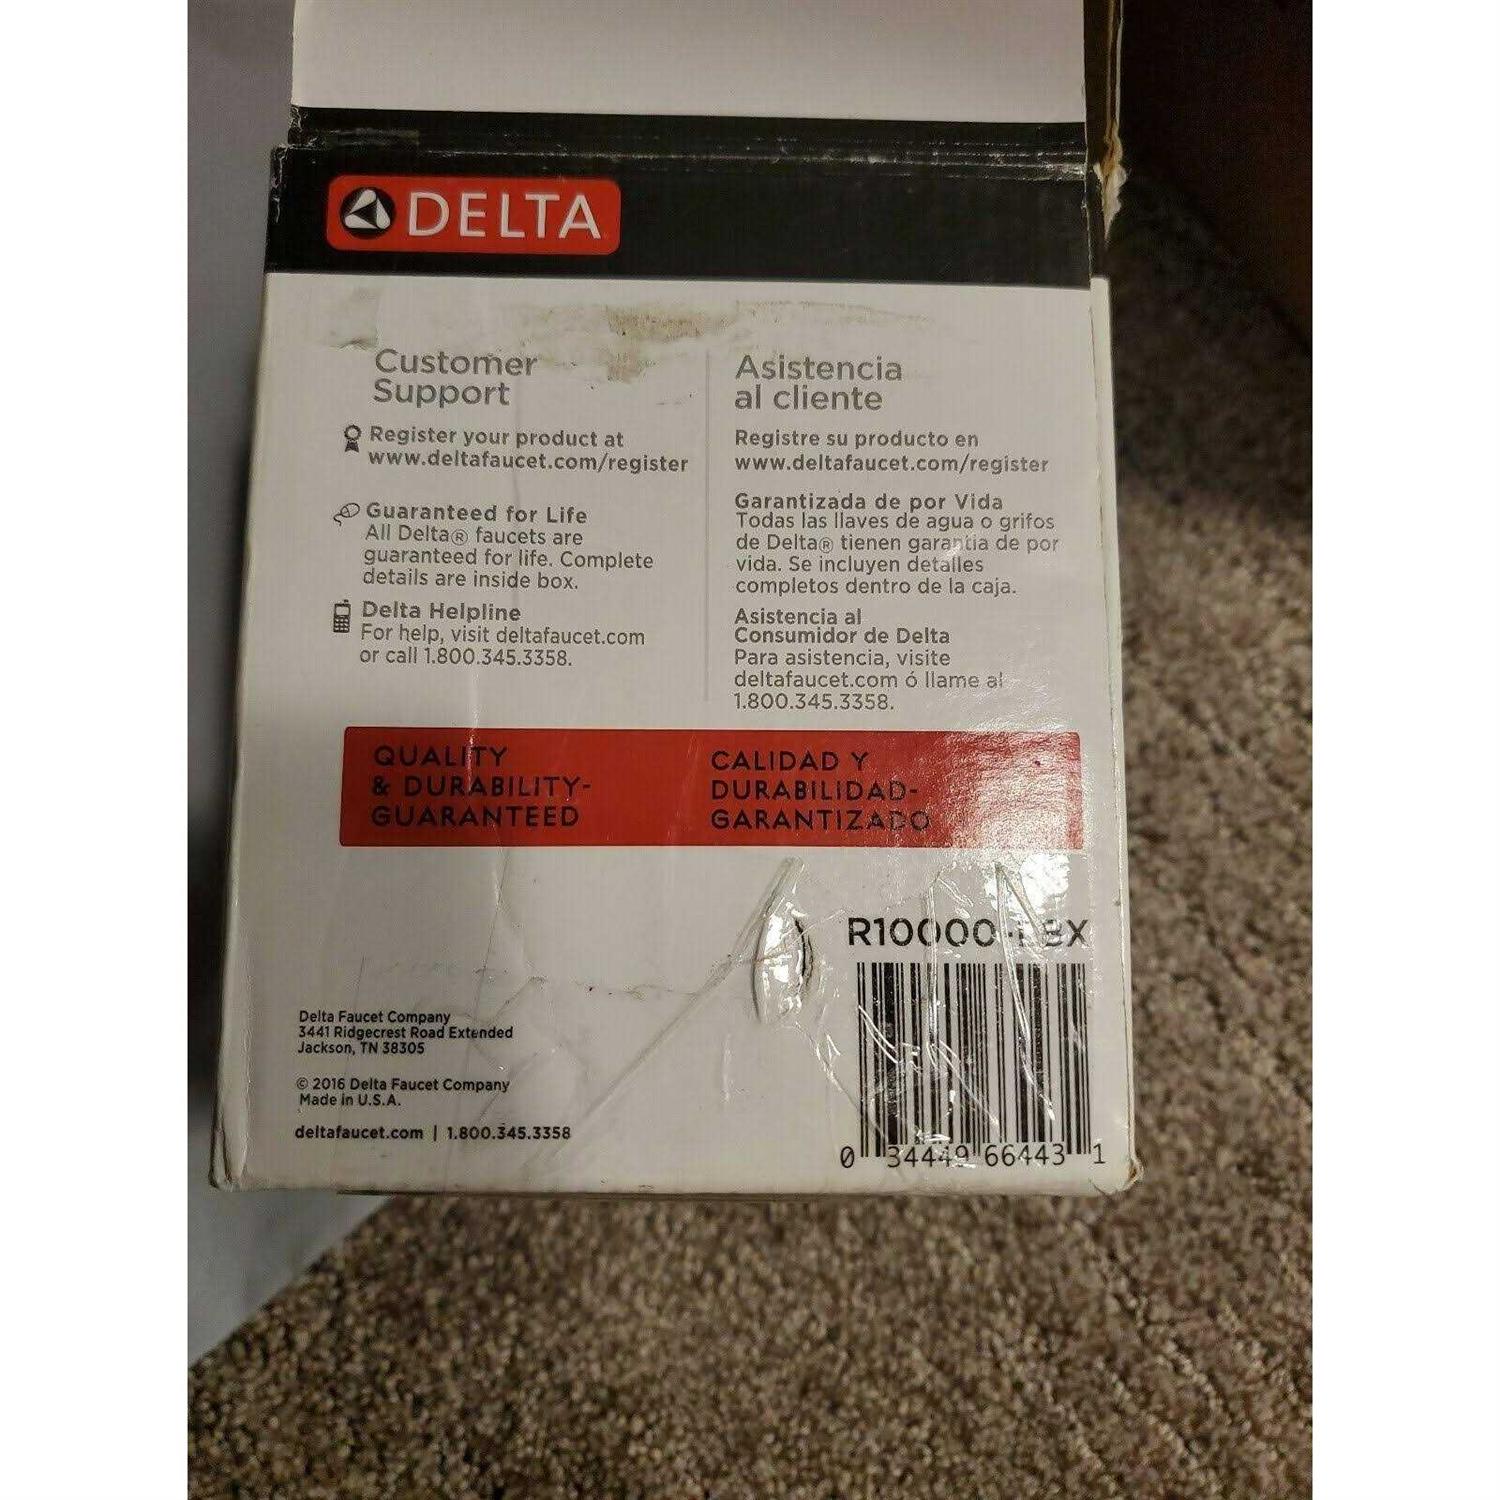 DELTA
Customer
Support
Register your product at
www.deltafaucet.com/register
Guaranteed for Life
All Delta® faucets are
guaranteed for life. Complete
details are inside box.
Delta Helpline
For help, visit deltafaucet.com
or call 1.800.345.3358.
Asistencia
al cliente
Registre su producto en
www.deltafaucet.com/register
Garantizada de por Vida
Todas las llaves de agua o grifos
de Delta® tienen garantia de por
vida. Se incluyen detalles
completos dentro de la caja.
Asistencia al
Consumidor de Delta
Para asistencia, visite
deltafaucet.com ó llame al
1.800.345.3358.
QUALITY
& DURABILITY-
GUARANTEED
CALIDAD Y
DURABILIDAD-
GARANTIZADO
Delta Faucet Company
3441 Ridgecrest Road Extended
Jackson, TN 38305
© 2016 Delta Faucet Company
Made in U.S.A.
deltafaucet.com | 1.800.345.3358
0 34449 66443 1